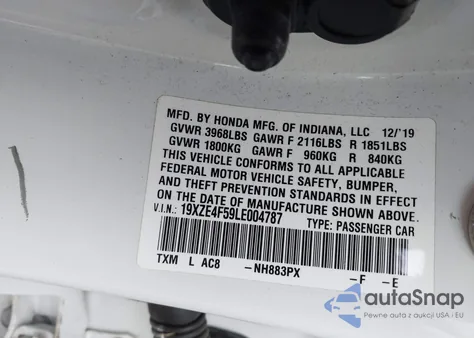 MFD. BY HONDA MFG. OF INDIANA, LLC 12/'19
GVWR 3968LBS GAWR F 2116LBS R 1851LBS
GVWR 1800KG GAWR F 960KG R 840KG
THIS VEHICLE CONFORMS TO ALL APPLICABLE
FEDERAL MOTOR VEHICLE SAFETY, BUMPER,
AND THEFT PREVENTION STANDARDS IN EFFECT
ON THE DATE OF MANUFACTURE SHOWN ABOVE.
V.I.N.: 19XZE4F59LE004787 TYPE: PASSENGER CAR
TXM L AC8 -NH883PX -F -E
autoSnap
Pewne auta z USA i EU